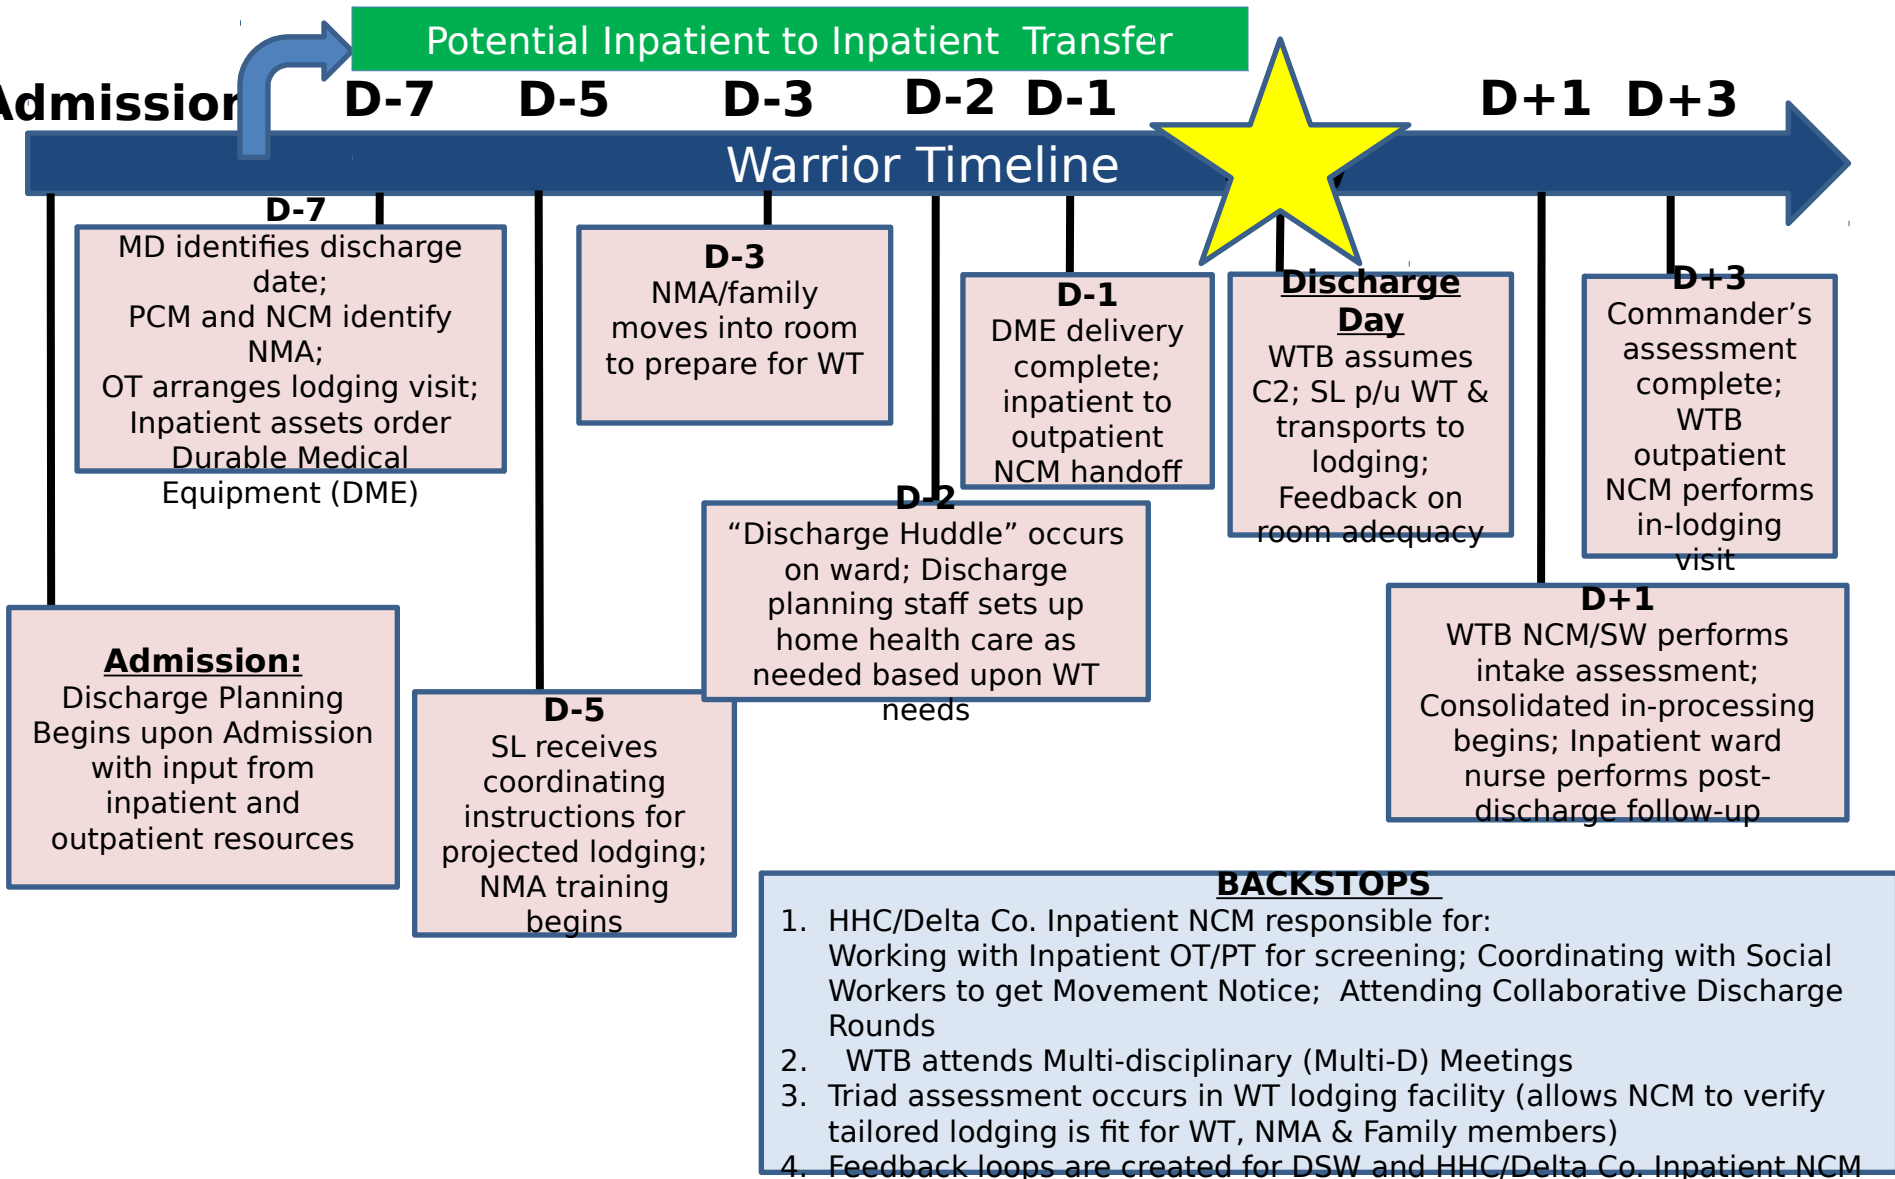 Potential Inpatient to Inpatient  Transfer
Admission
D-7
D-5
D-3
D-2
D-1
D+1
D+3
Warrior Timeline
D-7
MD identifies discharge
date;
PCM and NCM identify
NMA;
OT arranges lodging visit;
Inpatient assets order
Durable Medical
Equipment (DME)
D-3
NMA/family
moves into room
to prepare for WT
D-1
DME delivery
complete;
inpatient to
outpatient
NCM handoff
Discharge
Day
WTB assumes
C2; SL p/u WT &
transports to
lodging;
Feedback on
room adequacy
D+3
Commander’s
assessment
complete;
WTB
outpatient
NCM performs
in-lodging
visit
D-2
“Discharge Huddle” occurs
on ward; Discharge
planning staff sets up
home health care as
needed based upon WT
needs
D+1
WTB NCM/SW performs
intake assessment;
Consolidated in-processing
begins; Inpatient ward
nurse performs post-
discharge follow-up
Admission:
Discharge Planning
Begins upon Admission
with input from
inpatient and
outpatient resources
D-5
SL receives
coordinating
instructions for
projected lodging;
NMA training
begins
BACKSTOPS
1. HHC/Delta Co. Inpatient NCM responsible for:
Working with Inpatient OT/PT for screening; Coordinating with Social
Workers to get Movement Notice;  Attending Collaborative Discharge
Rounds
2. WTB attends Multi-disciplinary (Multi-D) Meetings
3. Triad assessment occurs in WT lodging facility (allows NCM to verify
tailored lodging is fit for WT, NMA & Family members)
4. Feedback loops are created for DSW and HHC/Delta Co. Inpatient NCM